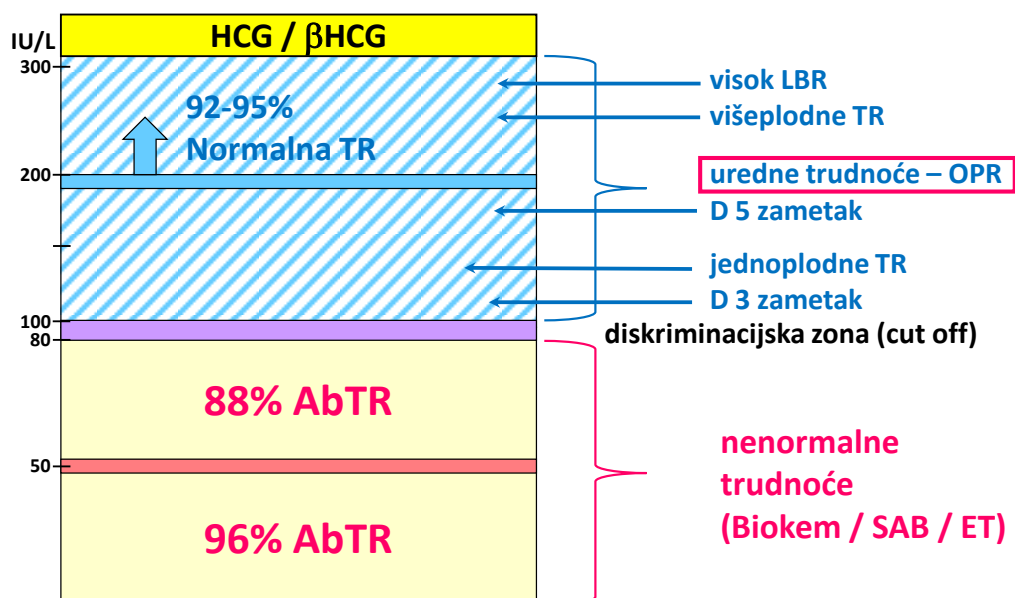 HCG / βHCG
IU/L
300
visok LBR
92-95%
višeplodne TR
Normalna TR
200
uredne trudnoće – OPR
D 5 zametak
jednoplodne TR
D 3 zametak
100
diskriminacijska zona (cut off)
80
88% AbTR
nenormalne
trudnoće
(Biokem / SAB / ET)
50
96% AbTR